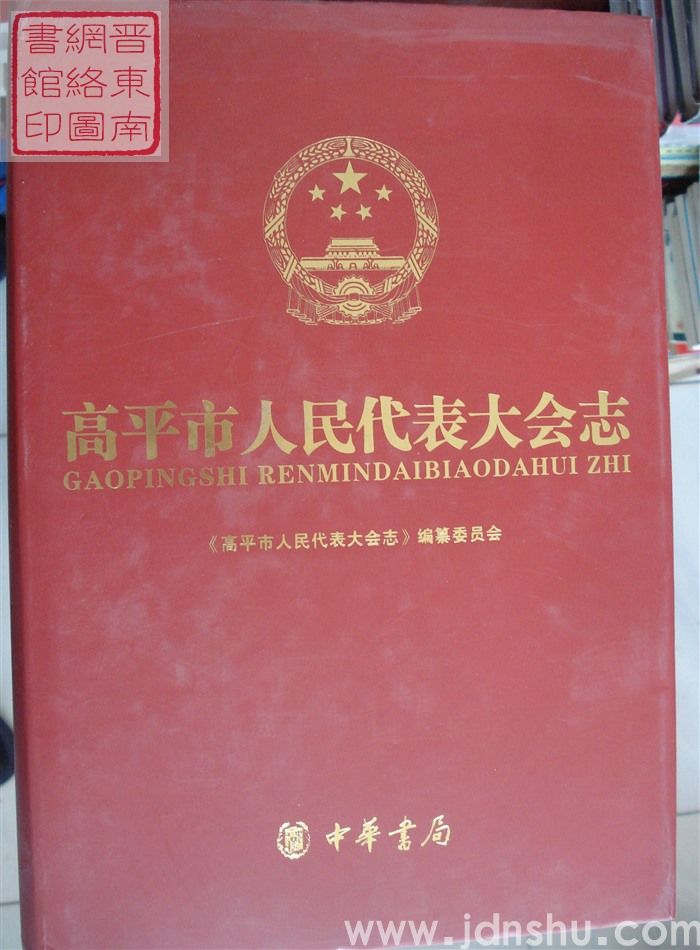 晋東南
網絡圖
書館印
高平市人民代表大会志
GAOPINGSHI RENMINDAIBIAODAHUI ZHI
《高平市人民代表大会志》编纂委员会
中華書局
www.jdnshu.com